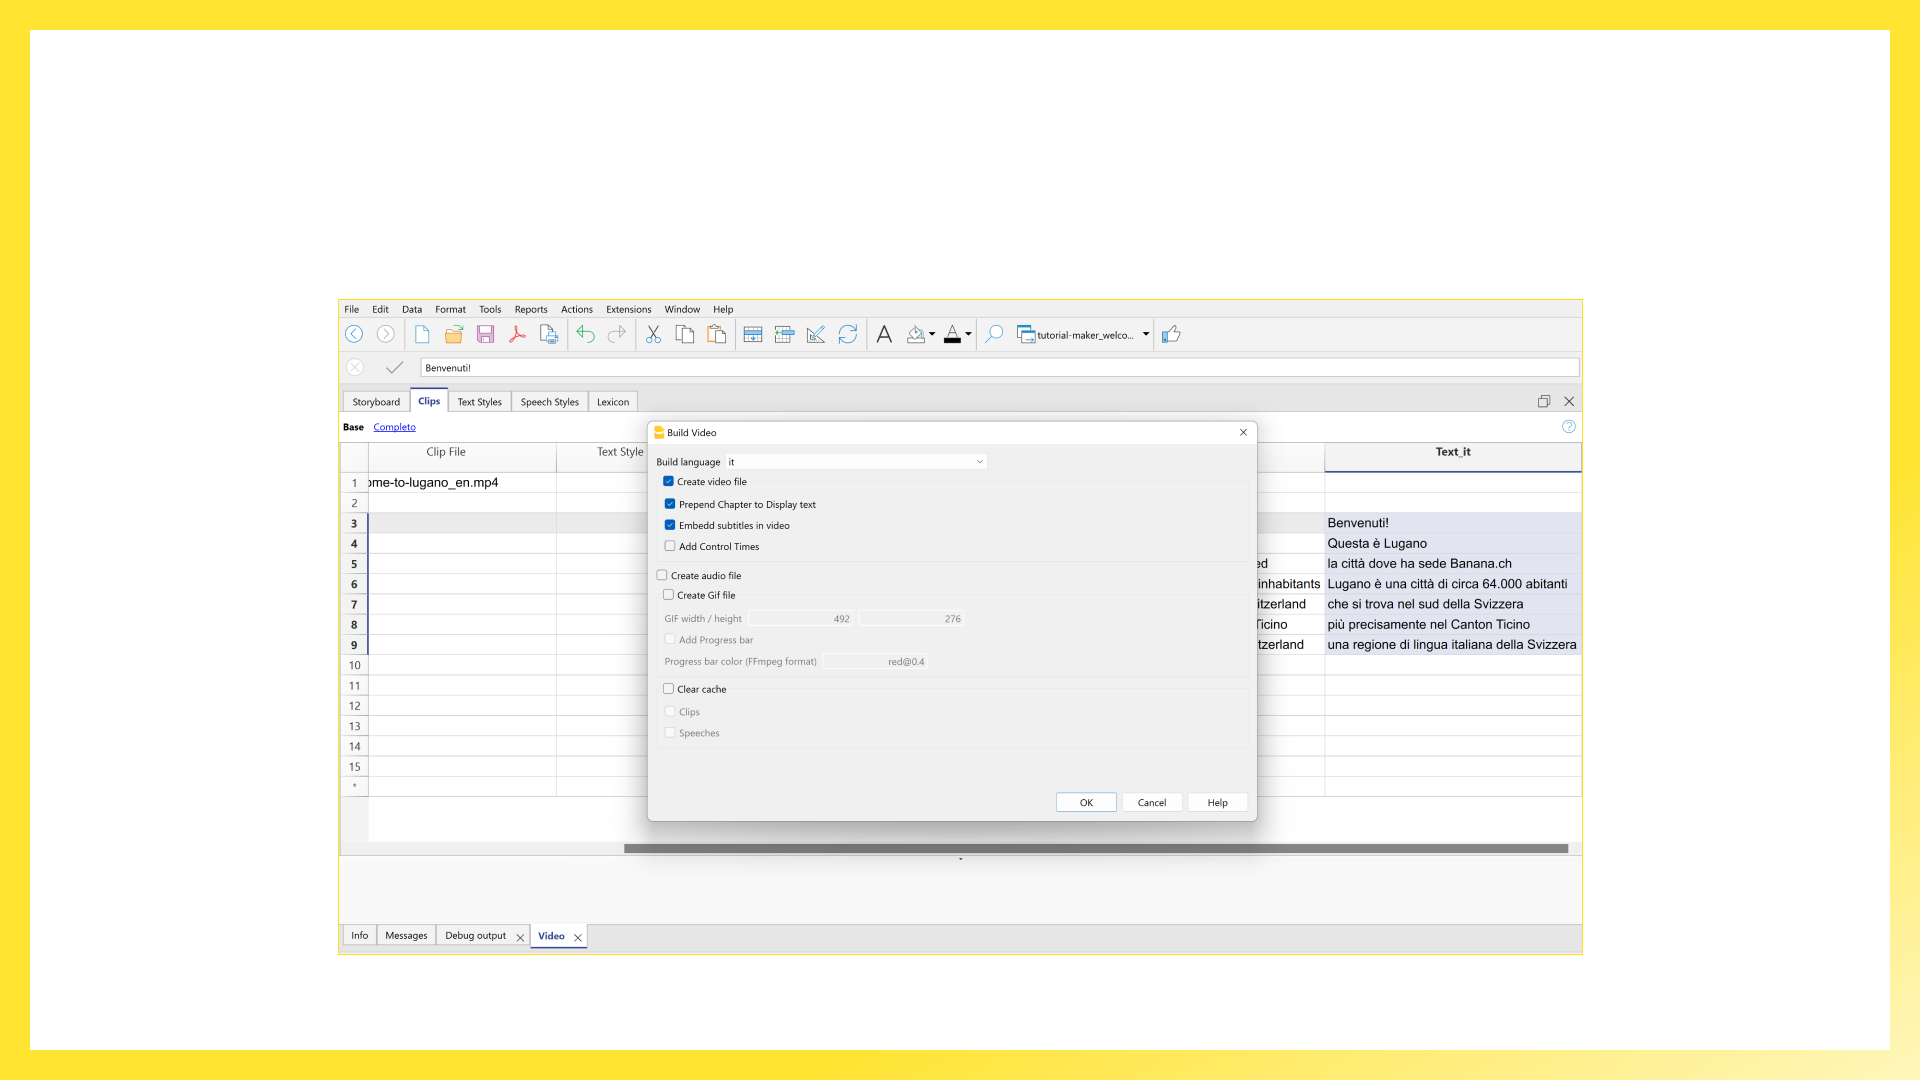 File Edit Data Format Tools Reports Actions Extensions Window Help
tutorial-maker_welco...
Benvenuti!
Storyboard Clips Text Styles Speech Styles Lexicon
Base Completo
Clip File Text Style Text_it
1 ome-to-lugano_en.mp4
2
3 Benvenuti!
4 Questa è Lugano
5 ed la città dove ha sede Banana.ch
6 inhabitants Lugano è una città di circa 64.000 abitanti
7 itzerland che si trova nel sud della Svizzera
8 Ticino più precisamente nel Canton Ticino
9 tzerland una regione di lingua italiana della Svizzera
10
11
12
13
14
15
*
Build Video
Build language it
Create video file
Prepend Chapter to Display text
Embedd subtitles in video
Add Control Times
Create audio file
Create Gif file
GIF width / height 492 276
Add Progress bar
Progress bar color (FFmpeg format) red@0.4
Clear cache
Clips
Speeches
OK Cancel Help
Info Messages Debug output Video